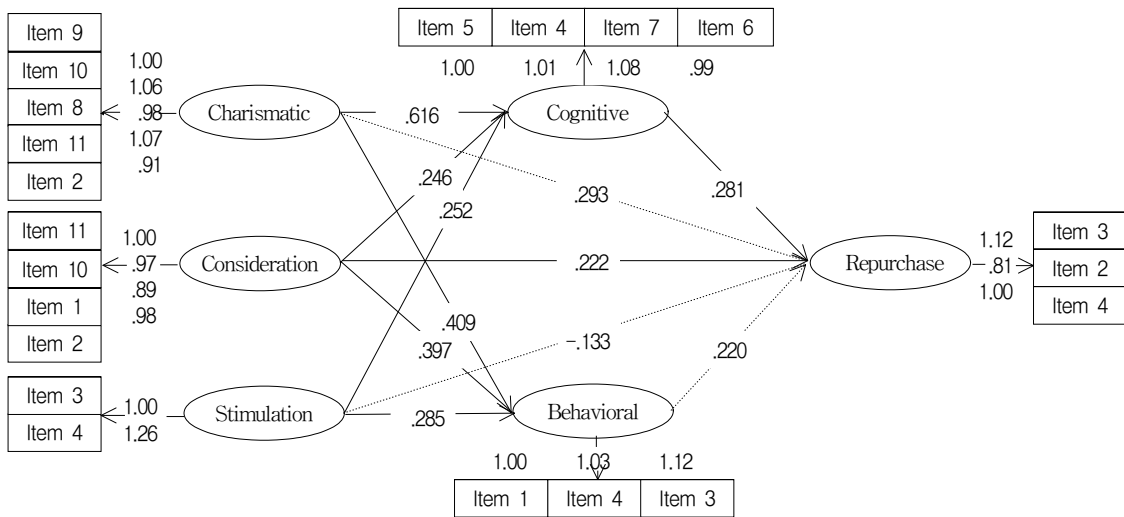 Item 9
Item 10
Item 8
Item 11
Item 2
1.00
1.06
.98
1.07
.91
Charismatic
Item 5 Item 4 Item 7 Item 6
1.00 1.01 1.08 .99
Cognitive
.616
.246
.252
.293
.281
Item 11
Item 10
Item 1
Item 2
1.00
.97
.89
.98
Consideration
.222
Repurchase
1.12
.81
1.00
Item 3
Item 2
Item 4
.409
.397
-.133
.220
Item 3
Item 4
1.00
1.26
Stimulation
.285
Behavioral
1.00 1.03 1.12
Item 1 Item 4 Item 3